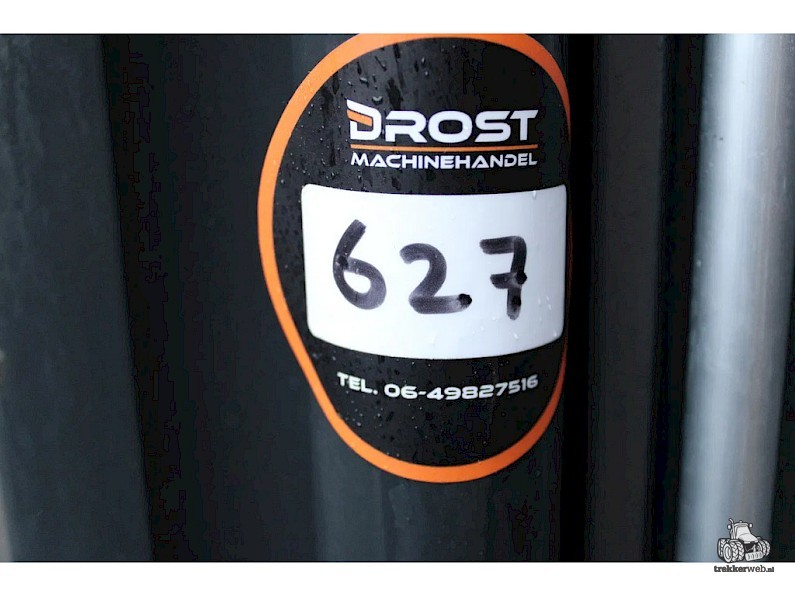 DROST
MACHINEHANDEL
627
TEL. 06-49827516
trekkerweb.nl